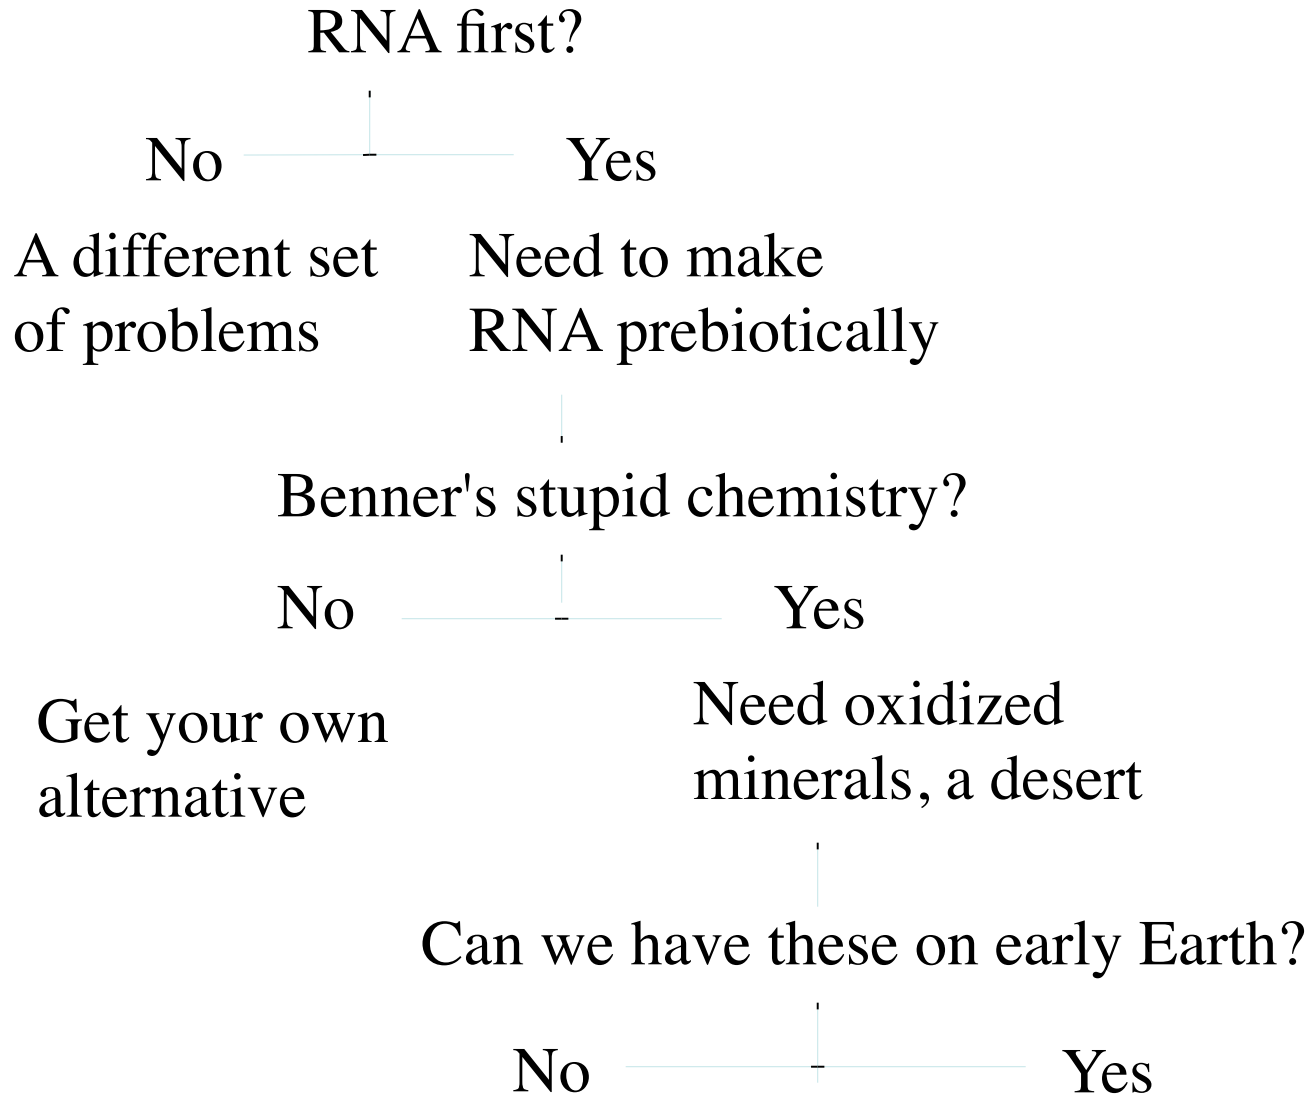 RNA first?
No
Yes
A different set
of problems
Need to make
RNA prebiotically
Benner's stupid chemistry?
No
Yes
Get your own
alternative
Need oxidized
minerals, a desert
Can we have these on early Earth?
No
Yes